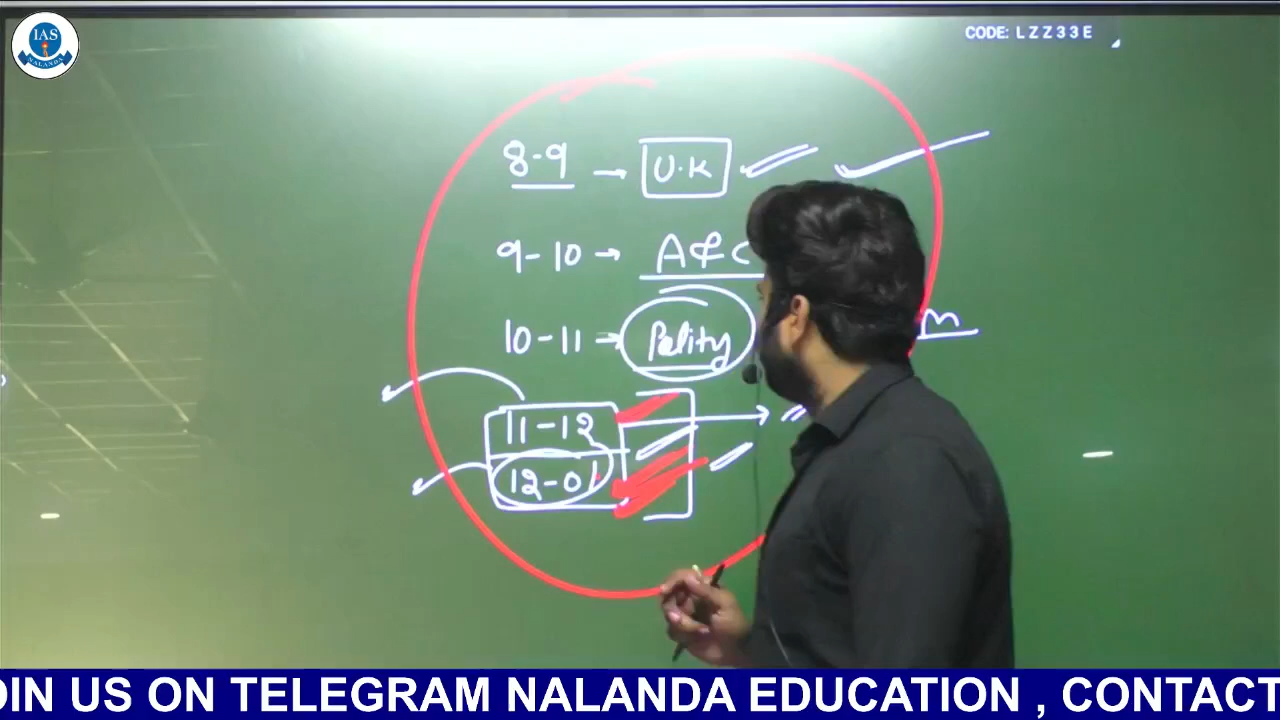 IAS
NALANDA
CODE: LZZ33E
8-9 → U.K
9-10 → A & C
10-11 → Polity
m
11-12
12-01
OIN US ON TELEGRAM NALANDA EDUCATION , CONTACT